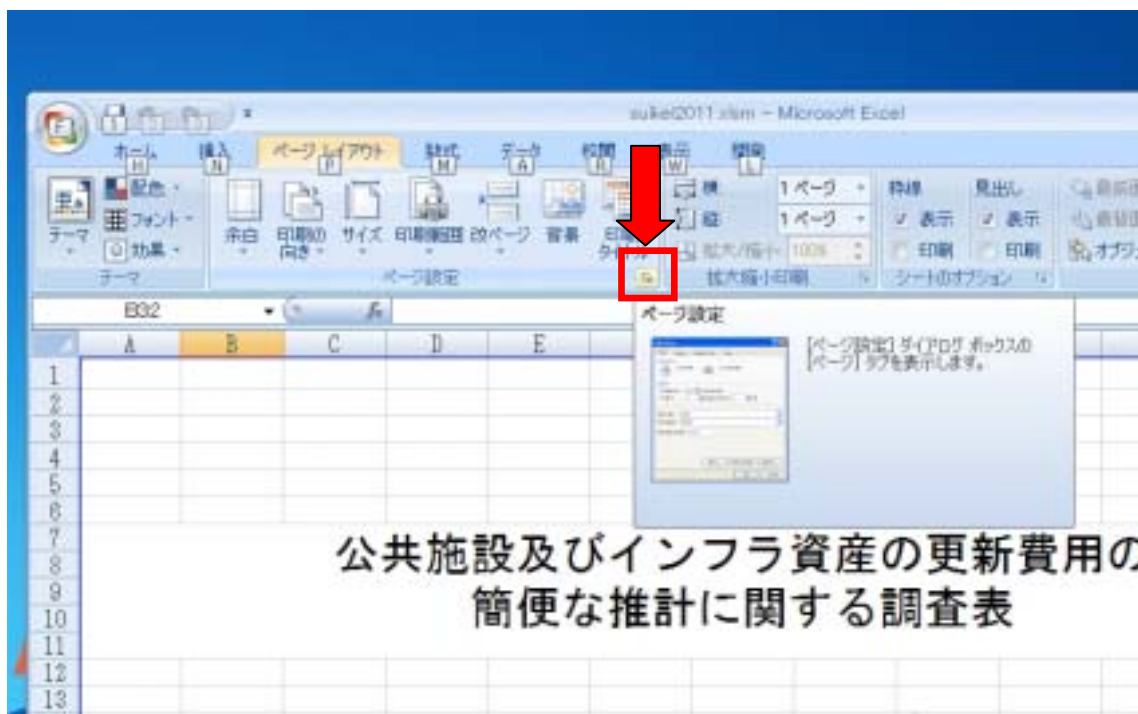 suikei2011.xlsm - Microsoft Excel
ホーム 挿入 ページ レイアウト 数式 データ 校閲 表示 開発
H N P M A R W L
配色 横 1 ページ 枠線 見出し
フォント 縦 1 ページ 表示 表示
テーマ 効果 余白 印刷の向き サイズ 印刷範囲 改ページ 背景 拡大/縮小 100% 印刷 印刷
テーマ ページ設定 拡大縮小印刷 シートのオプション
B32 fx
ページ設定
A B C D E
[ページ設定] ダイアログ ボックスの
[ページ] タブを表示します。
1
2
3
4
5
6
7
公共施設及びインフラ資産の更新費用の
8
9
簡便な推計に関する調査表
10
11
12
13